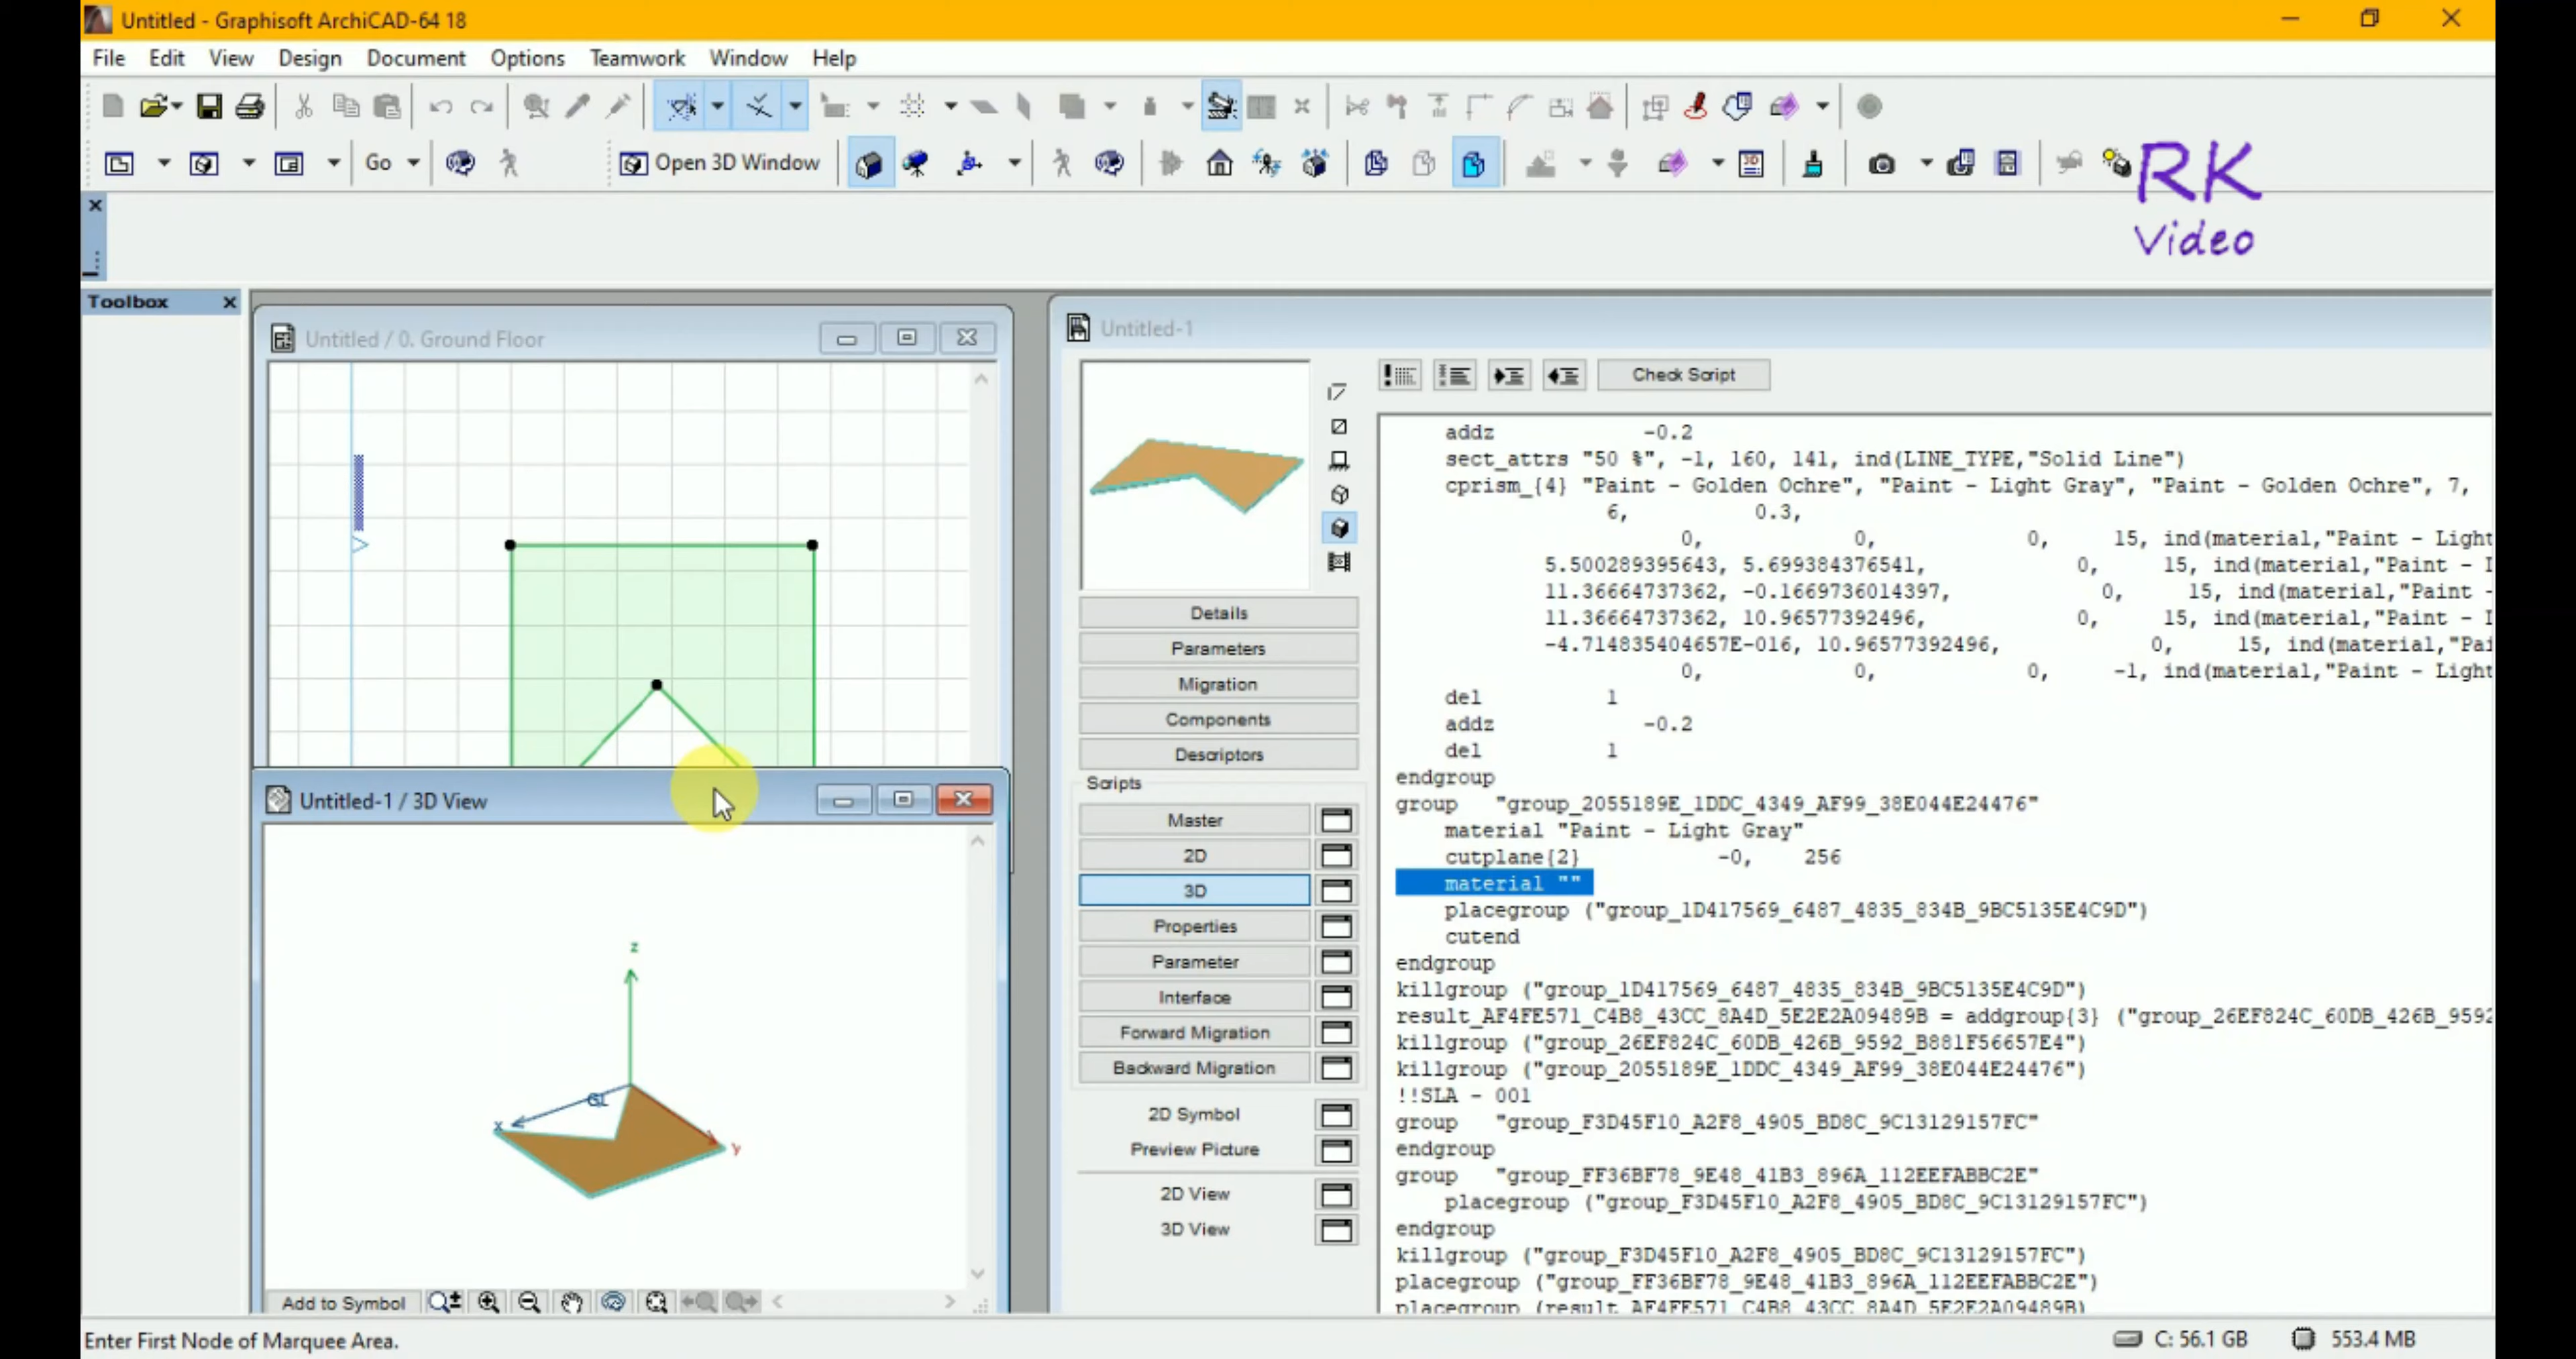 Untitled - Graphisoft ArchiCAD-64 18
File Edit View Design Document Options Teamwork Window Help
Go Open 3D Window
RK
Video
Toolbox
Untitled / 0. Ground Floor
Untitled-1 / 3D View
z
GL
x
y
Add to Symbol
Untitled-1
Details
Parameters
Migration
Components
Descriptors
Scripts
Master
2D
3D
Properties
Parameter
Interface
Forward Migration
Backward Migration
2D Symbol
Preview Picture
2D View
3D View
Check Script
addz -0.2
sect_attrs "50 %", -1, 160, 141, ind(LINE_TYPE,"Solid Line")
cprism_{4} "Paint - Golden Ochre", "Paint - Light Gray", "Paint - Golden Ochre", 7,
6, 0.3,
0, 0, 0, 15, ind(material,"Paint - Light
5.500289395643, 5.699384376541, 0, 15, ind(material,"Paint -
11.36664737362, -0.1669736014397, 0, 15, ind(material,"Paint -
11.36664737362, 10.96577392496, 0, 15, ind(material,"Paint -
-4.714835404657E-016, 10.96577392496, 0, 15, ind(material,"Pai
0, 0, 0, -1, ind(material,"Paint - Light
del 1
addz -0.2
del 1
endgroup
group "group_2055189E_1DDC_4349_AF99_38E044E24476"
material "Paint - Light Gray"
cutplane{2} -0, 256
material ""
placegroup ("group_1D417569_6487_4835_834B_9BC5135E4C9D")
cutend
endgroup
killgroup ("group_1D417569_6487_4835_834B_9BC5135E4C9D")
result_AF4FE571_C4B8_43CC_8A4D_5E2E2A09489B = addgroup{3} ("group_26EF824C_60DB_426B_9592
killgroup ("group_26EF824C_60DB_426B_9592_B881F56657E4")
killgroup ("group_2055189E_1DDC_4349_AF99_38E044E24476")
!!SLA - 001
group "group_F3D45F10_A2F8_4905_BD8C_9C13129157FC"
endgroup
group "group_FF36BF78_9E48_41B3_896A_112EEFABBC2E"
placegroup ("group_F3D45F10_A2F8_4905_BD8C_9C13129157FC")
endgroup
killgroup ("group_F3D45F10_A2F8_4905_BD8C_9C13129157FC")
placegroup ("group_FF36BF78_9E48_41B3_896A_112EEFABBC2E")
placegroup (result_AF4FE571_C4B8_43CC_8A4D_5E2E2A09489B)
Enter First Node of Marquee Area.
C: 56.1 GB 553.4 MB